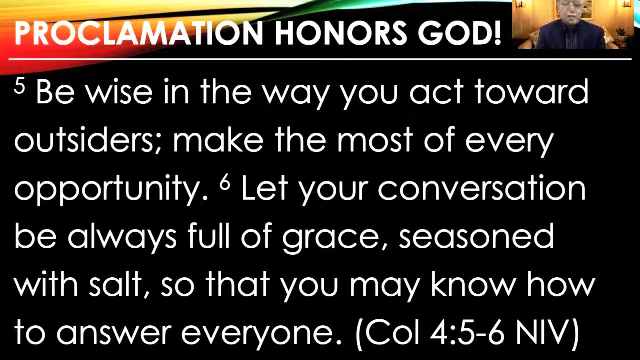 PROCLAMATION HONORS GOD!
⁵ Be wise in the way you act toward
outsiders; make the most of every
opportunity. ⁶ Let your conversation
be always full of grace, seasoned
with salt, so that you may know how
to answer everyone. (Col 4:5-6 NIV)